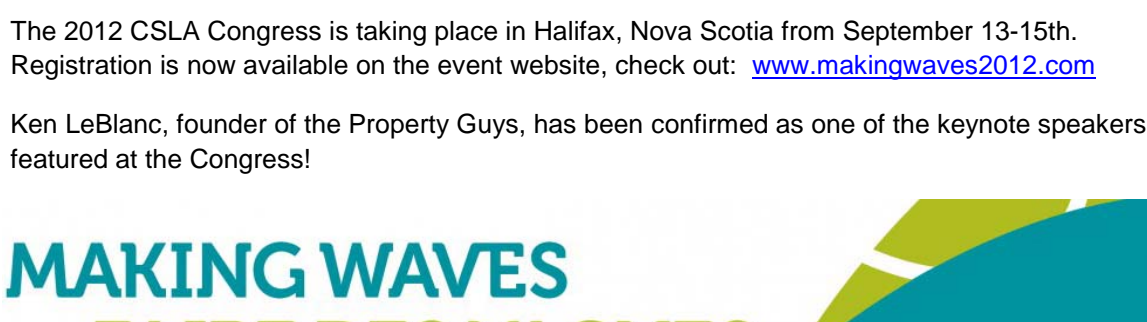 The 2012 CSLA Congress is taking place in Halifax, Nova Scotia from September 13-15th.
Registration is now available on the event website, check out:  www.makingwaves2012.com
Ken LeBlanc, founder of the Property Guys, has been confirmed as one of the keynote speakers
featured at the Congress!
MAKING WAVES